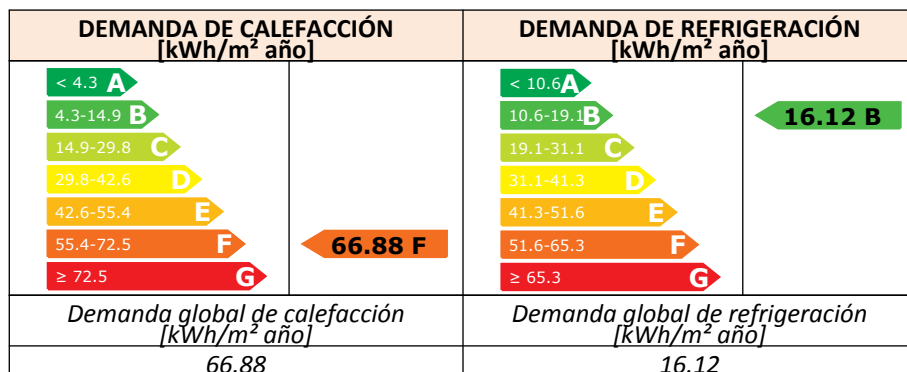 DEMANDA DE CALEFACCIÓN
[kWh/m² año]
< 4.3 A
4.3-14.9 B
14.9-29.8 C
29.8-42.6 D
42.6-55.4 E
55.4-72.5 F
≥ 72.5 G
66.88 F
Demanda global de calefacción
[kWh/m² año]
66.88
DEMANDA DE REFRIGERACIÓN
[kWh/m² año]
< 10.6 A
10.6-19.1 B
19.1-31.1 C
31.1-41.3 D
41.3-51.6 E
51.6-65.3 F
≥ 65.3 G
16.12 B
Demanda global de refrigeración
[kWh/m² año]
16.12